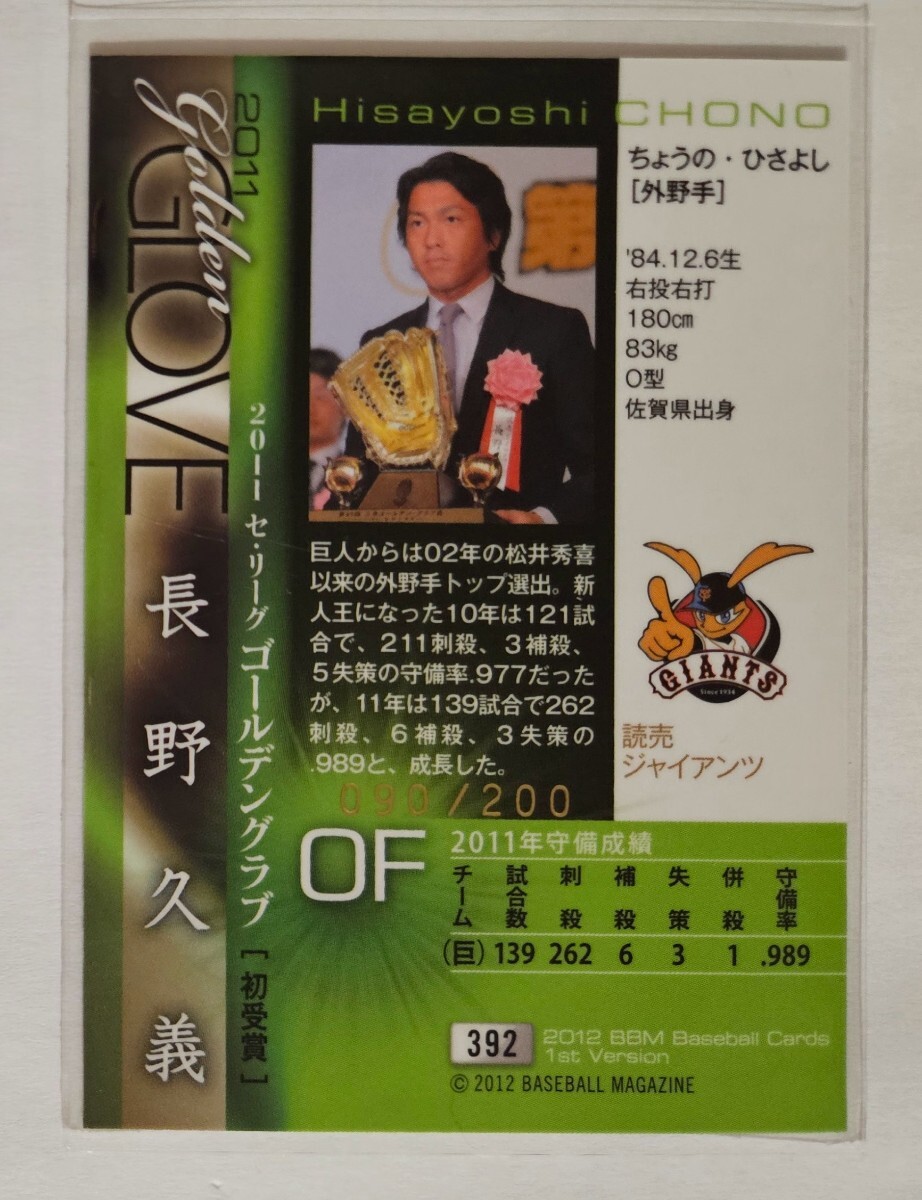 2011
Golden
GLOVE
長野久義
2011 セ・リーグ ゴールデングラブ [初受賞]
Hisayoshi CHONO
ちょうの・ひさよし
[外野手]
'84.12.6生
右投右打
180cm
83kg
O型
佐賀県出身
第
巨人からは02年の松井秀喜
以来の外野手トップ選出。新
人王になった10年は121試
合で、211刺殺、3補殺、
5失策の守備率.977だった
が、11年は139試合で262
刺殺、6補殺、3失策の
.989と、成長した。
090/200
GIANTS
Since 1934
読売
ジャイアンツ
OF
2011年守備成績
チーム 試合数 刺殺 補殺 失策 併殺 守備率
(巨) 139 262 6 3 1 .989
392
2012 BBM Baseball Cards
1st Version
© 2012 BASEBALL MAGAZINE